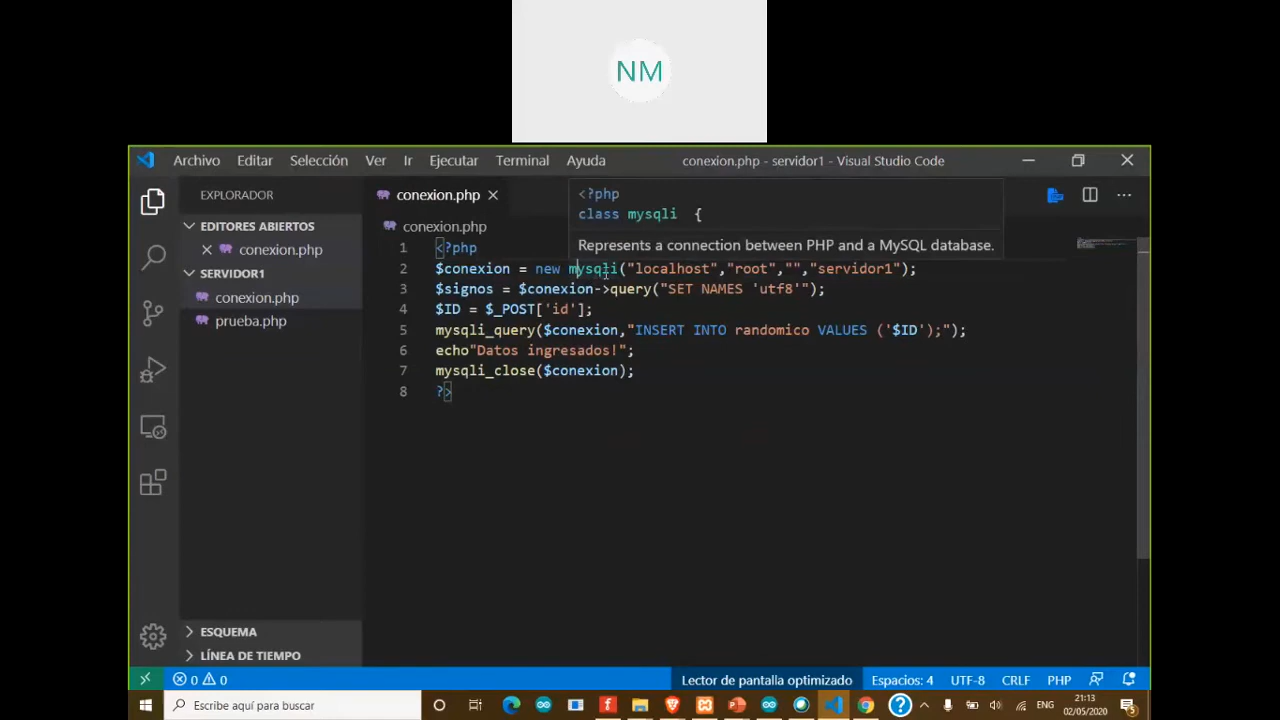 NM
Archivo Editar Selección Ver Ir Ejecutar Terminal Ayuda conexion.php - servidor1 - Visual Studio Code
EXPLORADOR
EDITORES ABIERTOS
conexion.php
SERVIDOR1
conexion.php
prueba.php
ESQUEMA
LÍNEA DE TIEMPO
conexion.php
conexion.php
<?php
class mysqli {
Represents a connection between PHP and a MySQL database.
1 <?php
2 $conexion = new mysqli("localhost","root","","servidor1");
3 $signos = $conexion->query("SET NAMES 'utf8'");
4 $ID = $_POST['id'];
5 mysqli_query($conexion,"INSERT INTO randomico VALUES ('$ID');");
6 echo"Datos ingresados!";
7 mysqli_close($conexion);
8 ?>
0 0 Lector de pantalla optimizado Espacios: 4 UTF-8 CRLF PHP
Escribe aquí para buscar
ENG
21:13
02/05/2020
5